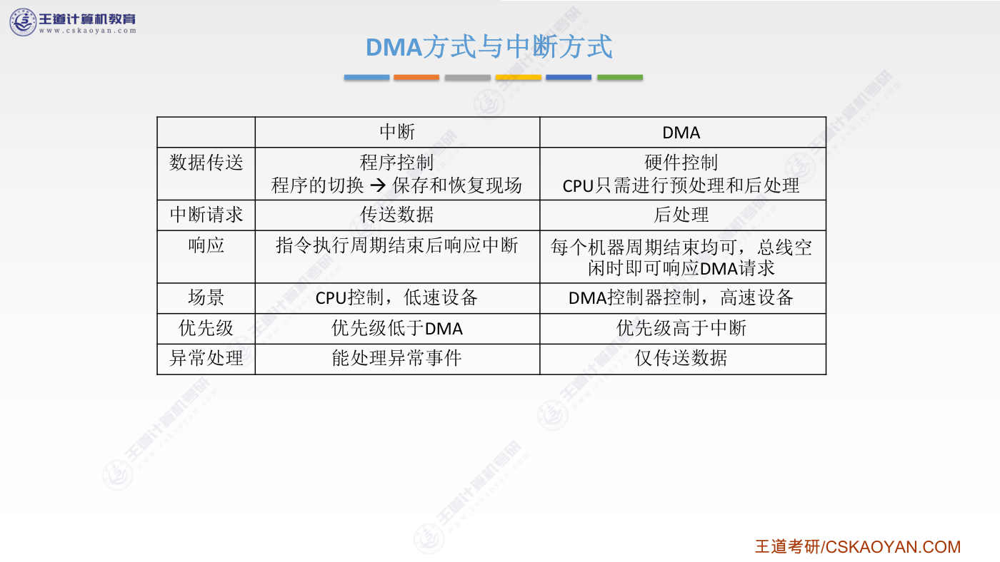 王道计算机教育
www.cskaoyan.com
DMA方式与中断方式
中断
DMA
数据传送
程序控制
程序的切换 → 保存和恢复现场
硬件控制
CPU只需进行预处理和后处理
中断请求
传送数据
后处理
响应
指令执行周期结束后响应中断
每个机器周期结束均可，总线空
闲时即可响应DMA请求
场景
CPU控制，低速设备
DMA控制器控制，高速设备
优先级
优先级低于DMA
优先级高于中断
异常处理
能处理异常事件
仅传送数据
王道考研/CSKAOYAN.COM